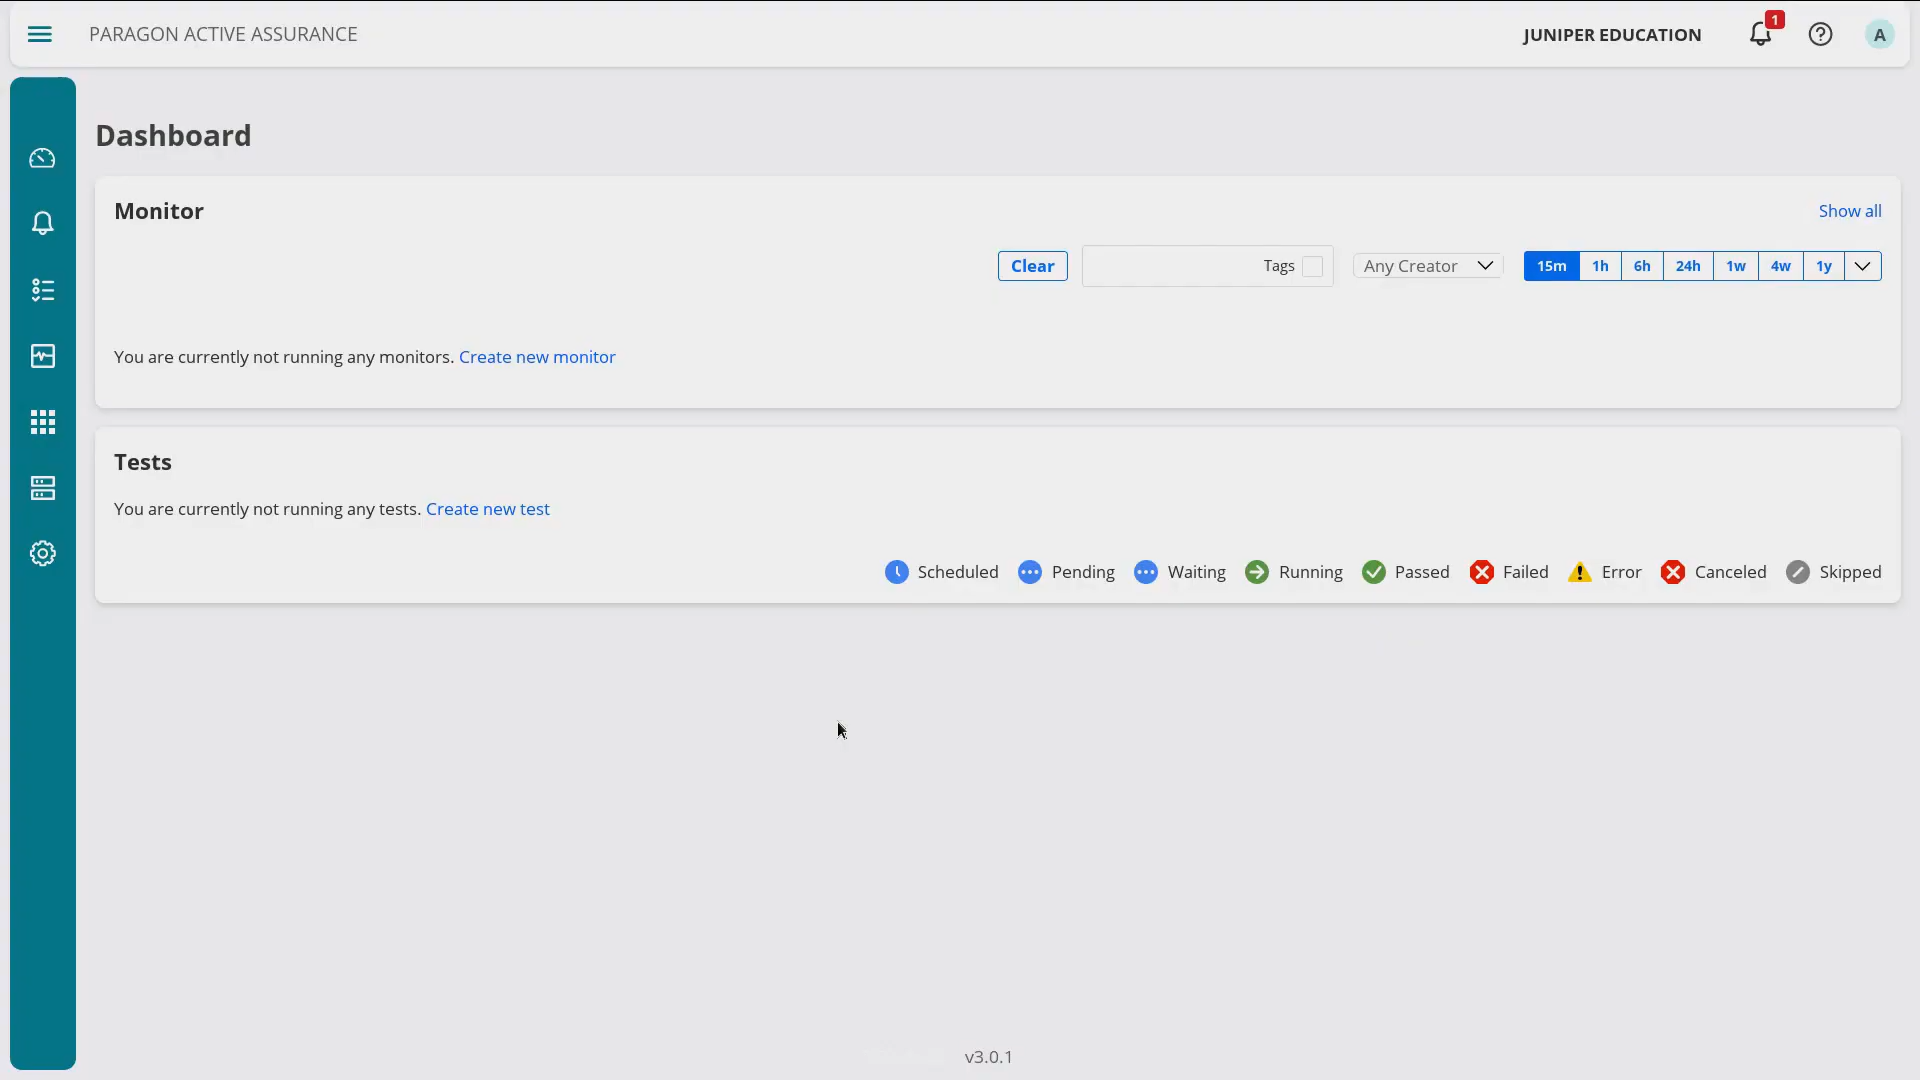 PARAGON ACTIVE ASSURANCE
JUNIPER EDUCATION
1
A
Dashboard
Monitor
Show all
Clear
Tags
Any Creator
15m 1h 6h 24h 1w 4w 1y
You are currently not running any monitors. Create new monitor
Tests
You are currently not running any tests. Create new test
Scheduled Pending Waiting Running Passed Failed Error Canceled Skipped
v3.0.1